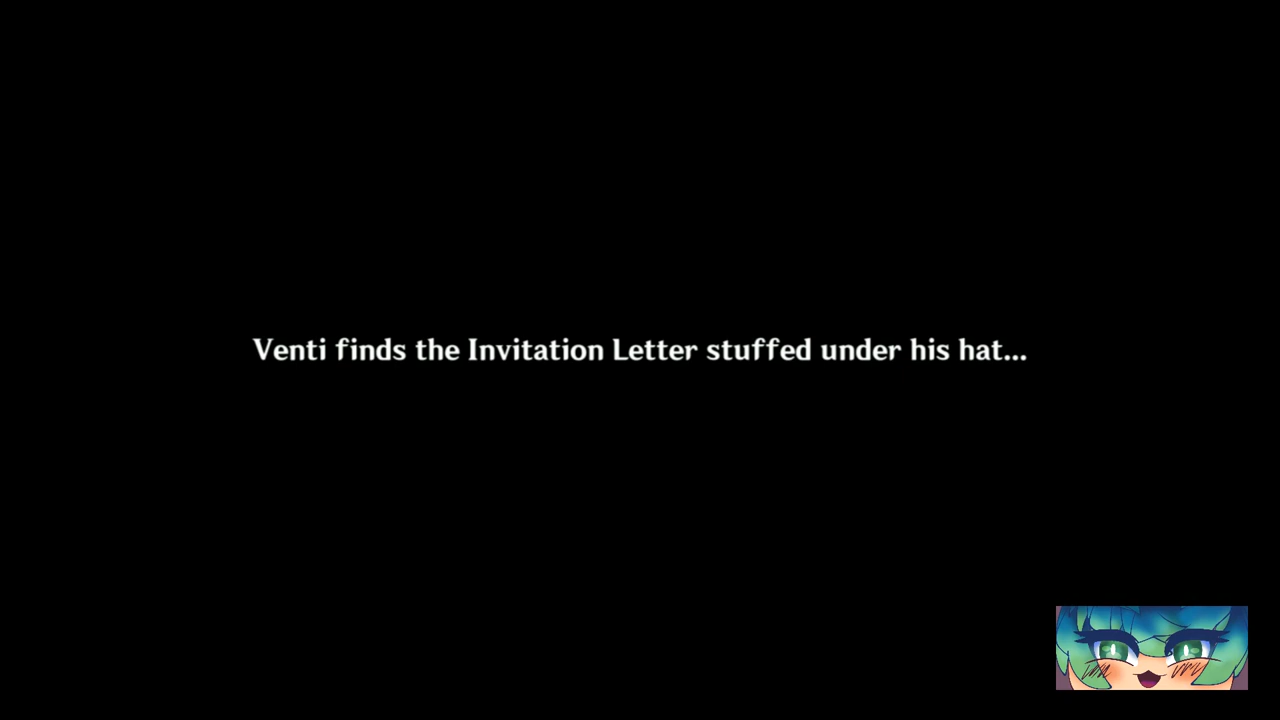 Venti finds the Invitation Letter stuffed under his hat...